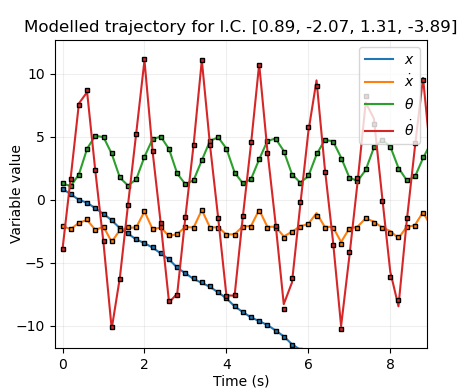 Modelled trajectory for I.C. [0.89, -2.07, 1.31, -3.89]
x
ẋ
θ
θ̇
10
5
0
−5
−10
Variable value
0 2 4 6 8
Time (s)